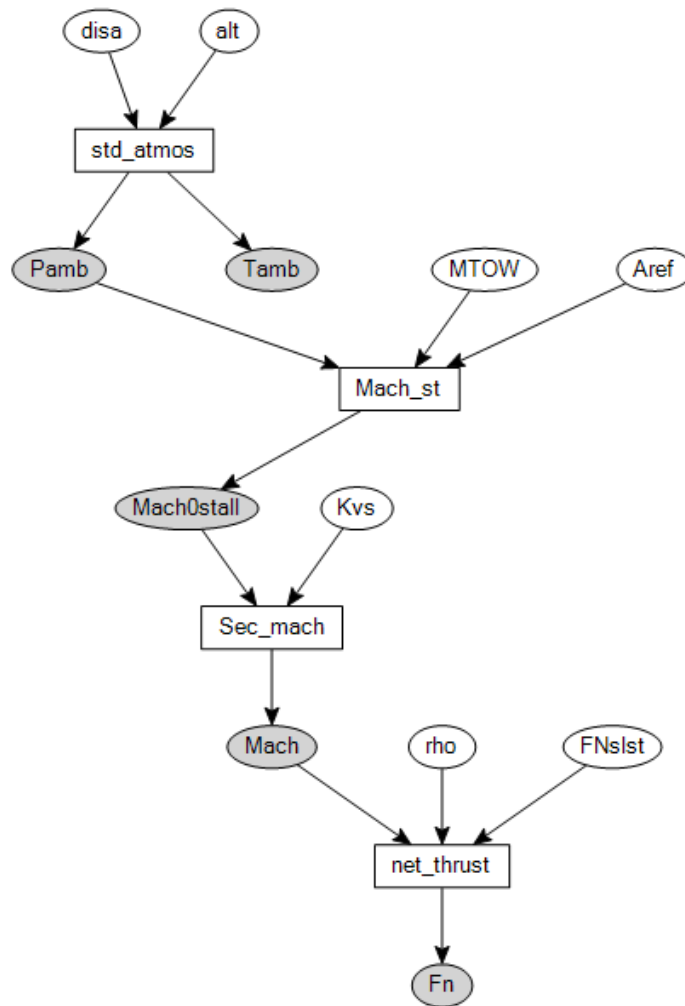 disa
alt
std_atmos
Pamb
Tamb
MTOW
Aref
Mach_st
Mach0stall
Kvs
Sec_mach
Mach
rho
FNslst
net_thrust
Fn